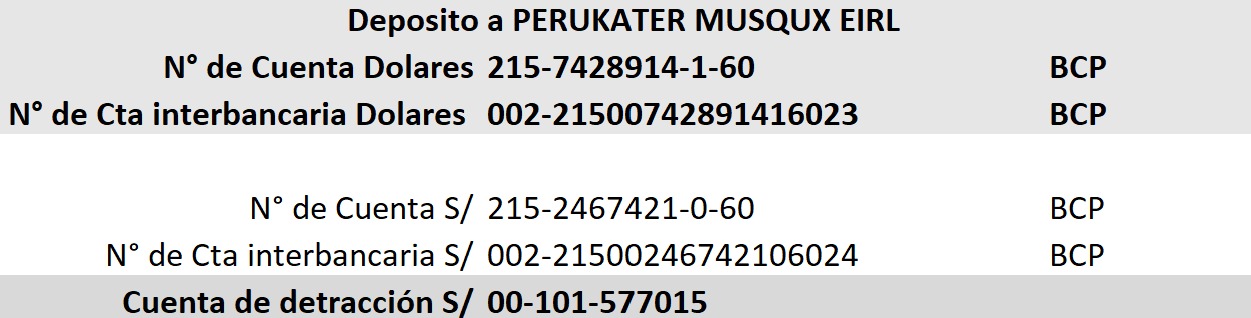 Deposito a PERUKATER MUSQUX EIRL
N° de Cuenta Dolares 215-7428914-1-60 BCP
N° de Cta interbancaria Dolares 002-21500742891416023 BCP
N° de Cuenta S/ 215-2467421-0-60 BCP
N° de Cta interbancaria S/ 002-21500246742106024 BCP
Cuenta de detracción S/ 00-101-577015